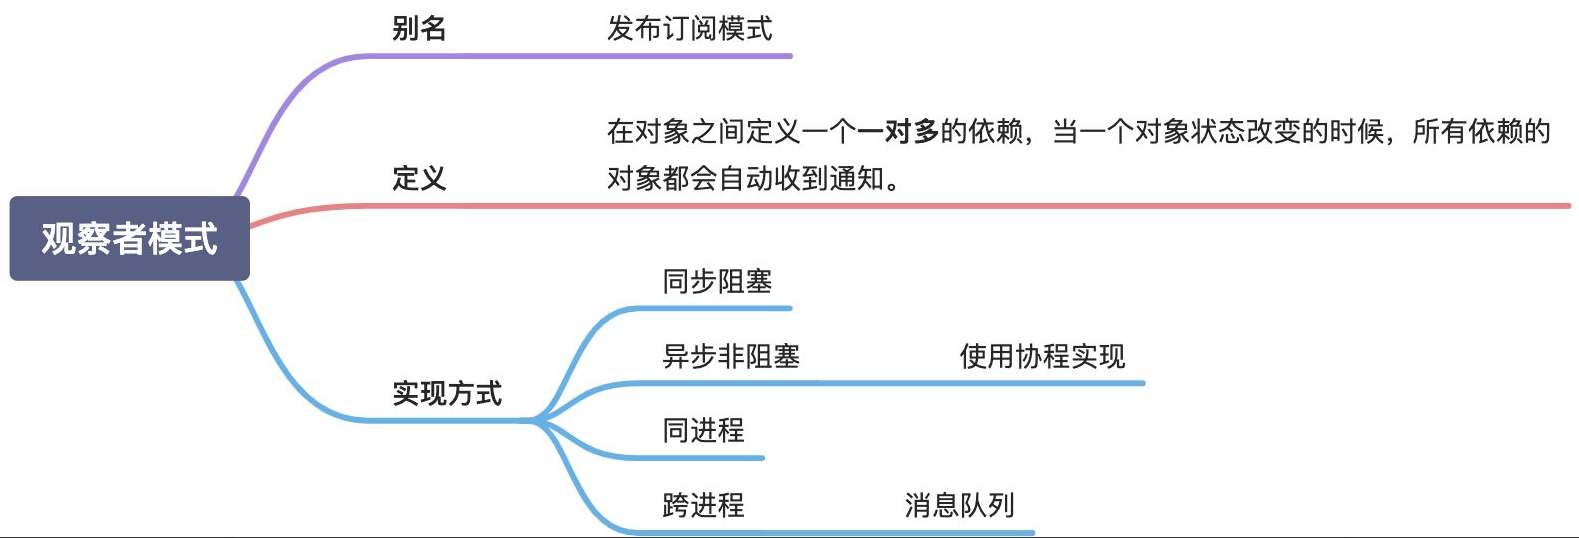 别名
发布订阅模式
在对象之间定义一个一对多的依赖，当一个对象状态改变的时候，所有依赖的
对象都会自动收到通知。
定义
观察者模式
同步阻塞
异步非阻塞
使用协程实现
实现方式
同进程
跨进程
消息队列